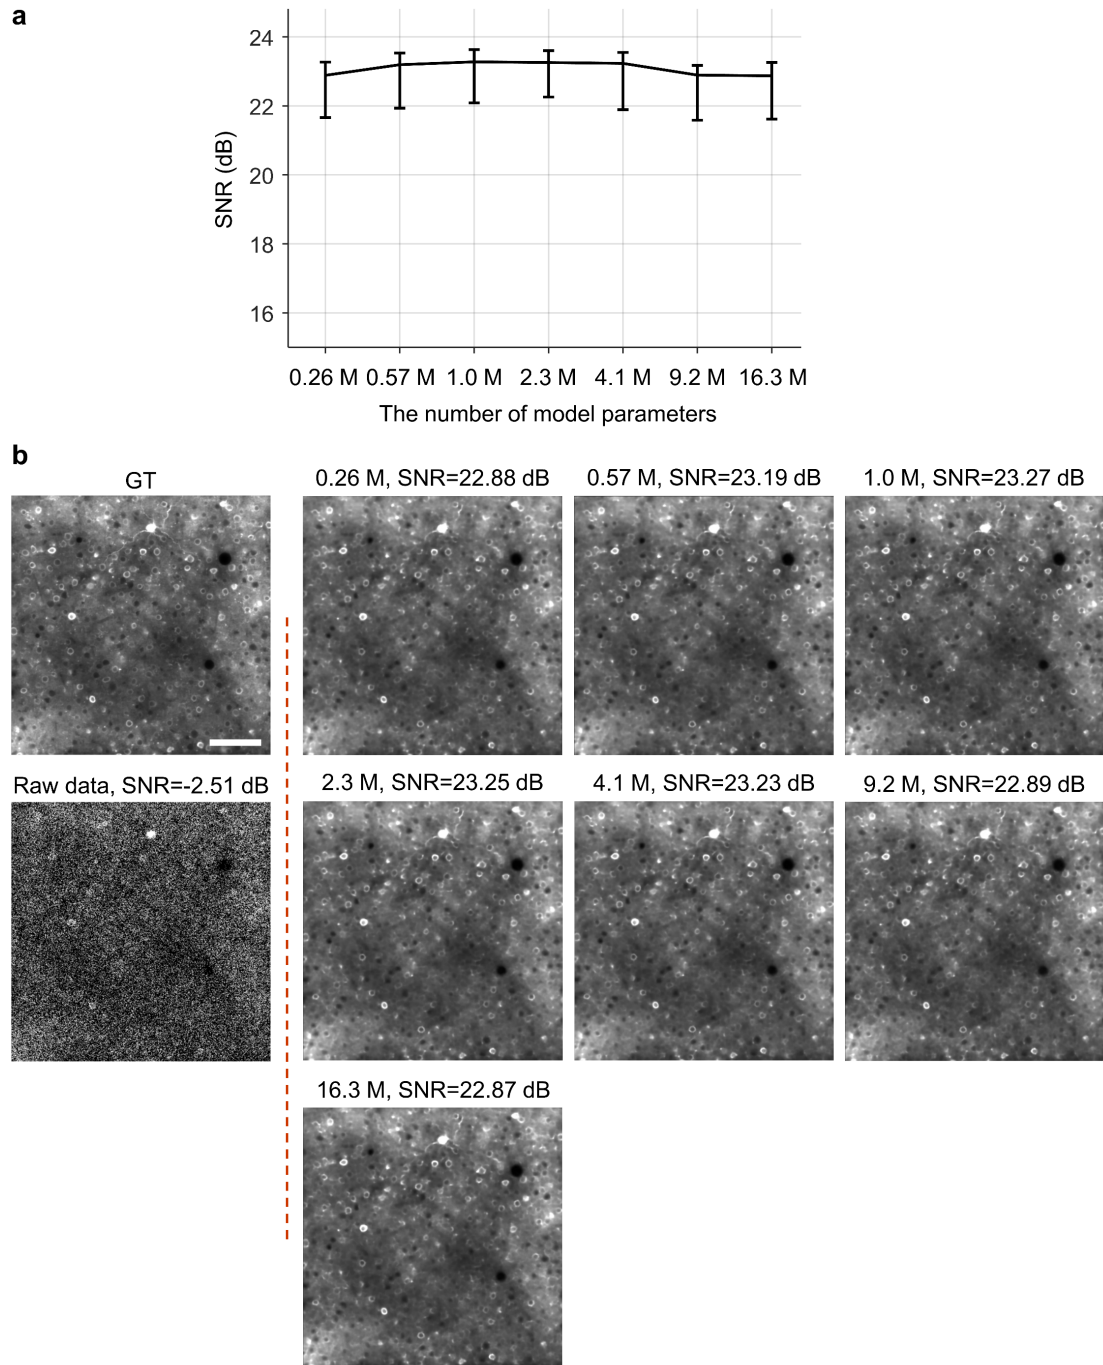 a
24
22
20
18
16
SNR (dB)
0.26 M 0.57 M 1.0 M 2.3 M 4.1 M 9.2 M 16.3 M
The number of model parameters
b
GT
0.26 M, SNR=22.88 dB
0.57 M, SNR=23.19 dB
1.0 M, SNR=23.27 dB
Raw data, SNR=-2.51 dB
2.3 M, SNR=23.25 dB
4.1 M, SNR=23.23 dB
9.2 M, SNR=22.89 dB
16.3 M, SNR=22.87 dB